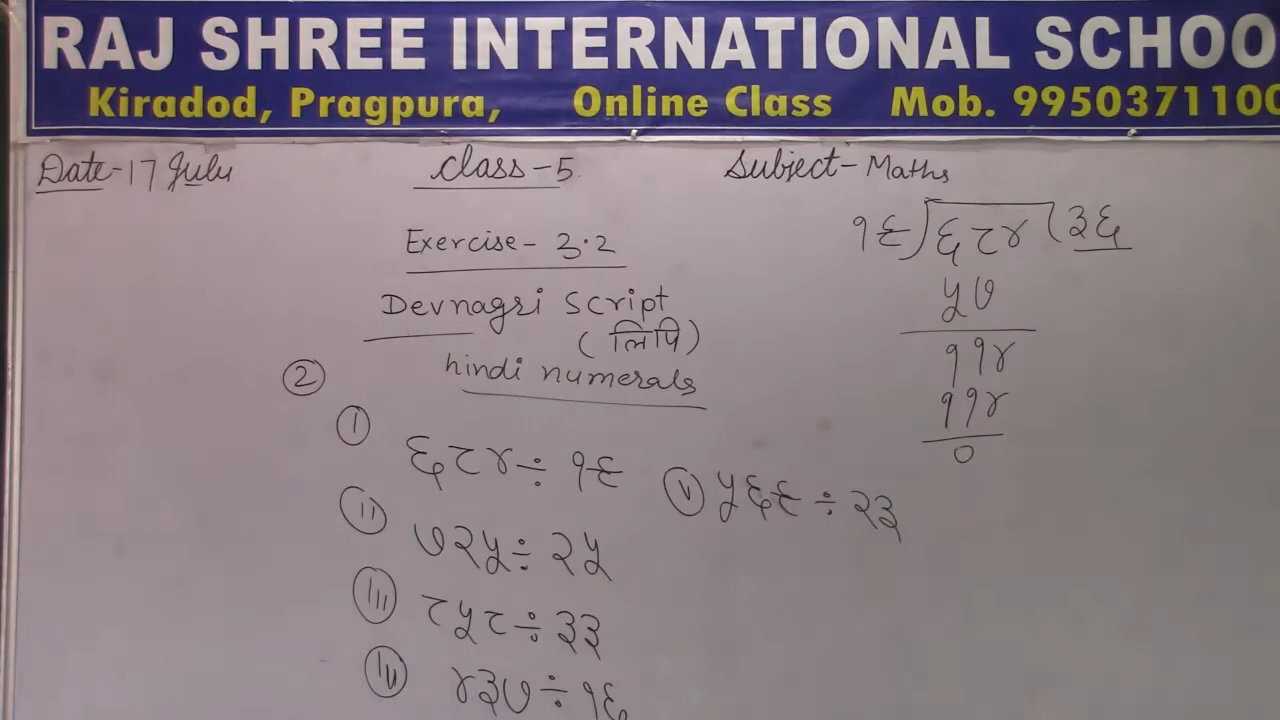 RAJ SHREE INTERNATIONAL SCHOO
Kiradod, Pragpura, Online Class Mob. 9950371100
Date-17 July Class-5 Subject-Maths
Exercise- 3.2
Devnagri Script
(लिपि)
hindi numerals
②
Ⅰ ६८४÷१९
Ⅱ ७२५÷२५
Ⅲ ८५८÷३३
Ⅳ ४३७÷१६
Ⅴ ५६९÷२३
१९)६८४(३६
५७
११४
११४
०